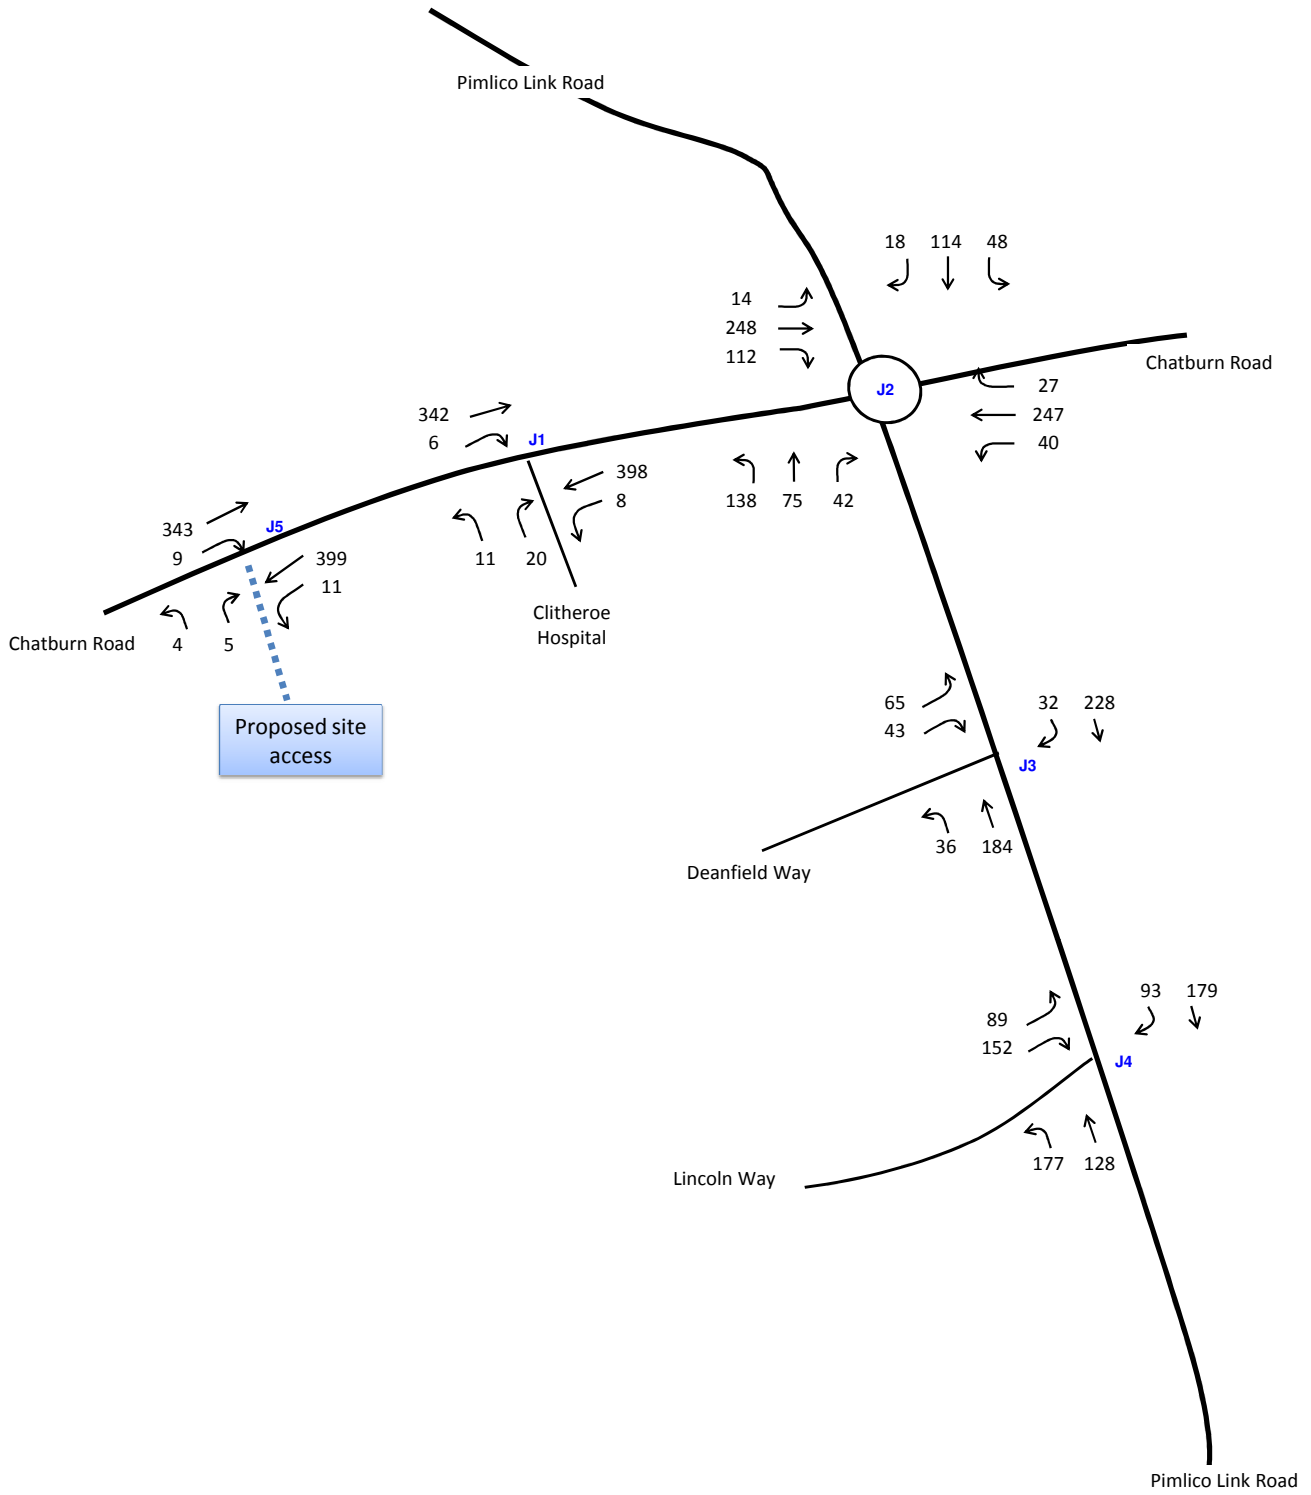 Pimlico Link Road
18 114 48
14
248
112
Chatburn Road
J2
27
247
40
342
6
J1
398
8
138 75 42
343
9
J5
399
11
11 20
Clitheroe
Hospital
Chatburn Road
4 5
Proposed site
access
65
43
32 228
J3
36 184
Deanfield Way
93 179
89
152
J4
177 128
Lincoln Way
Pimlico Link Road